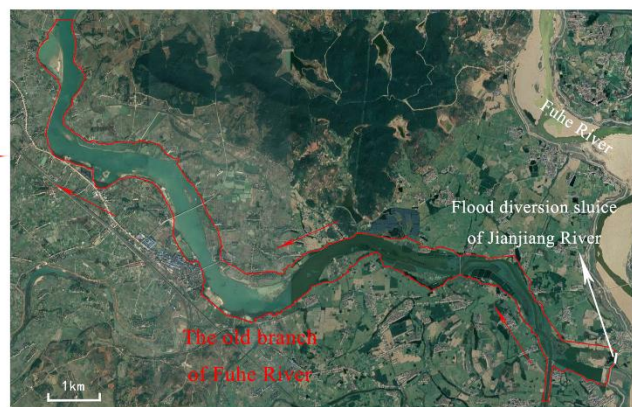 Fuhe River
Flood diversion sluice
of Jianjiang River
The old branch
of Fuhe River
1km